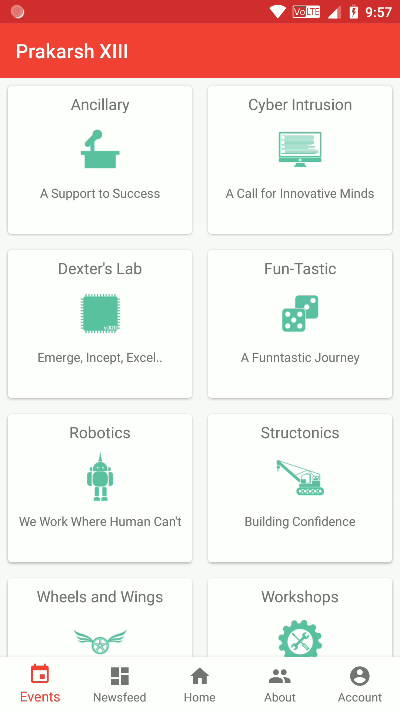 VoLTE 9:57
Prakarsh XIII
Ancillary
Cyber Intrusion
A Support to Success
A Call for Innovative Minds
Dexter's Lab
Fun-Tastic
Emerge, Incept, Excel..
A Funntastic Journey
Robotics
Structonics
We Work Where Human Can't
Building Confidence
Wheels and Wings
Workshops
Events
Newsfeed
Home
About
Account